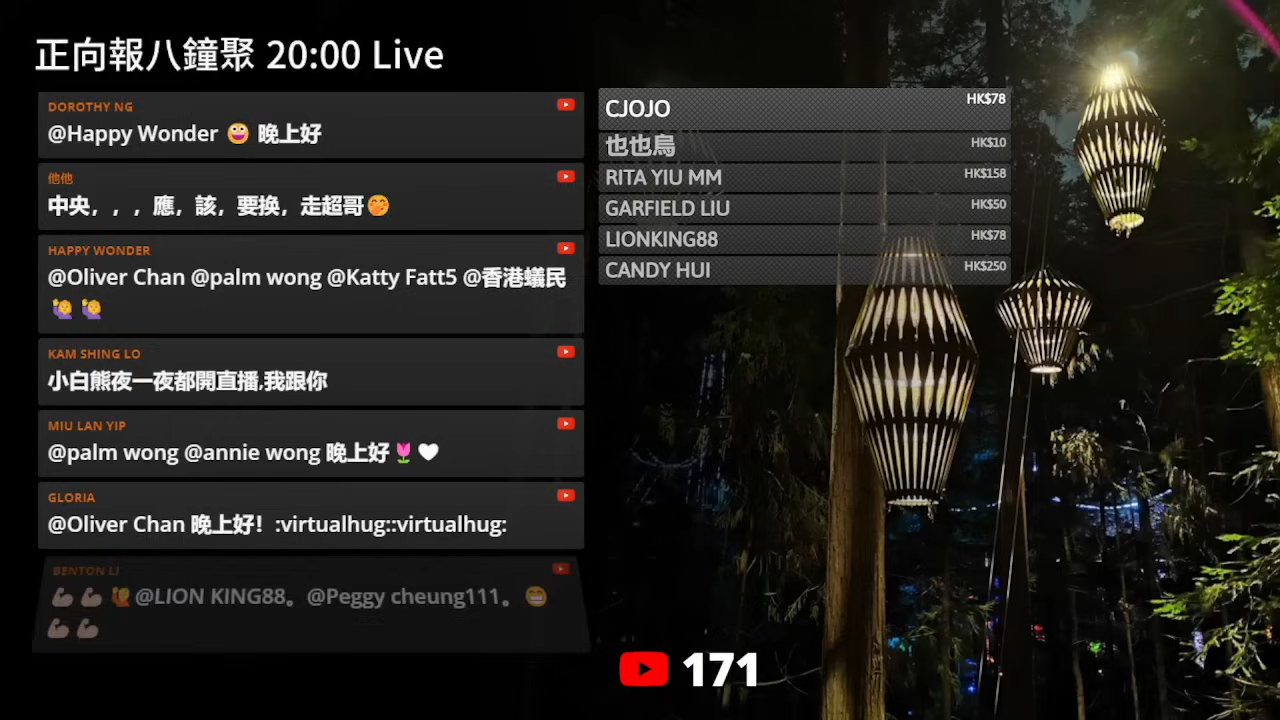 正向報八鐘聚 20:00 Live
DOROTHY NG
@Happy Wonder 😀 晚上好
他他
中央，，，應，該，要换，走超哥🤭
HAPPY WONDER
@Oliver Chan @palm wong @Katty Fatt5 @香港蟻民
🙋 🙋
KAM SHING LO
小白熊夜一夜都開直播,我跟你
MIU LAN YIP
@palm wong @annie wong 晚上好🌷🤍
GLORIA
@Oliver Chan 晚上好！:virtualhug::virtualhug:
BENTON LI
💪 💪 🙋@LION KING88。@Peggy cheung111。😁
💪 💪
CJOJO HK$78
也也烏 HK$10
RITA YIU MM HK$158
GARFIELD LIU HK$50
LIONKING88 HK$78
CANDY HUI HK$250
171